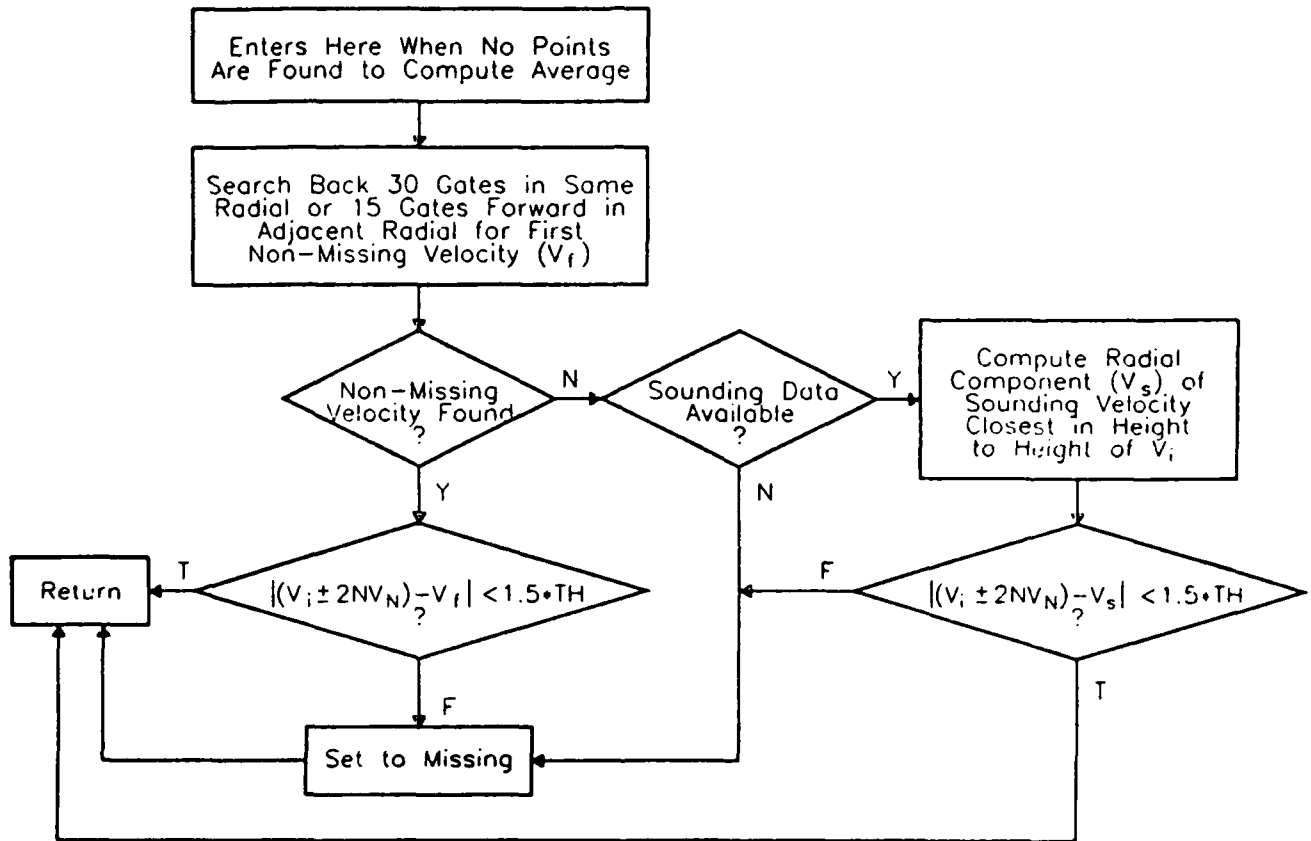 Enters Here When No Points
Are Found to Compute Average
Search Back 30 Gates in Same
Radial or 15 Gates Forward in
Adjacent Radial for First
Non-Missing Velocity (V_f)
Non-Missing
Velocity Found
?
N
Y
Sounding Data
Available
?
Y
N
Compute Radial
Component (V_s) of
Sounding Velocity
Closest in Height
to Height of V_i
Return
T
|(V_i ± 2NV_N)-V_f| < 1.5*TH
?
F
F
|(V_i ± 2NV_N)-V_s| < 1.5*TH
?
T
Set to Missing